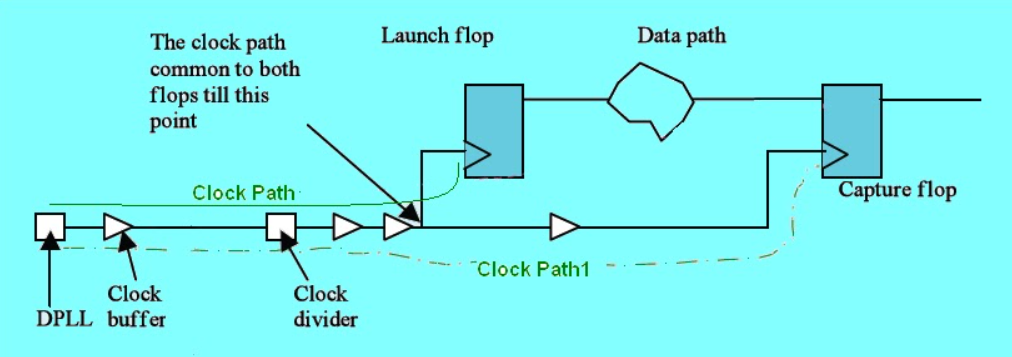 Launch flop
Data path
The clock path
common to both
flops till this
point
Clock Path
Capture flop
Clock Path1
DPLL
Clock
buffer
Clock
divider